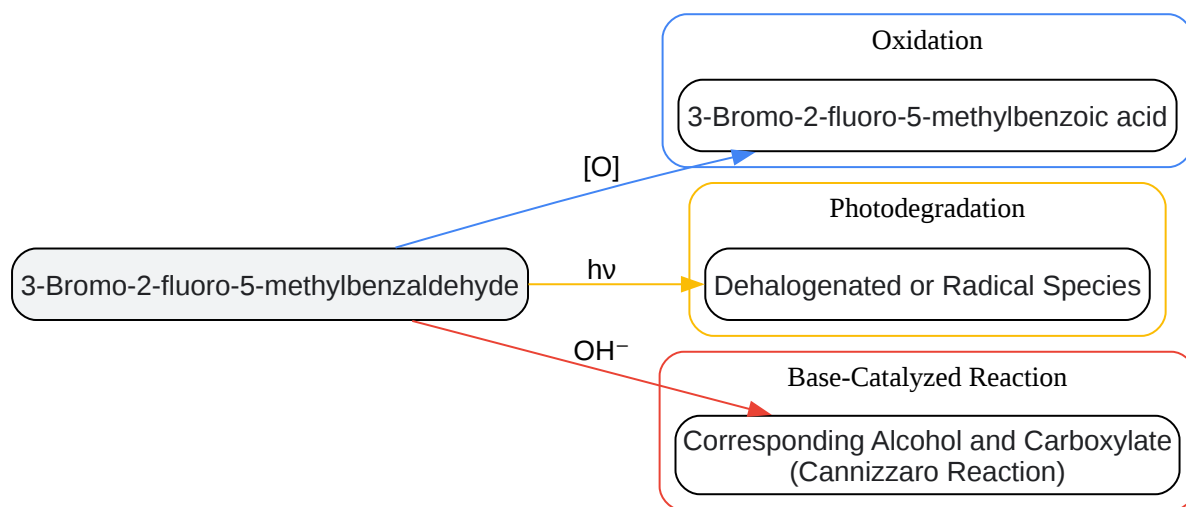 Oxidation
3-Bromo-2-fluoro-5-methylbenzoic acid
[O]
Photodegradation
3-Bromo-2-fluoro-5-methylbenzaldehyde
hν
Dehalogenated or Radical Species
OH⁻
Base-Catalyzed Reaction
Corresponding Alcohol and Carboxylate
(Cannizzaro Reaction)